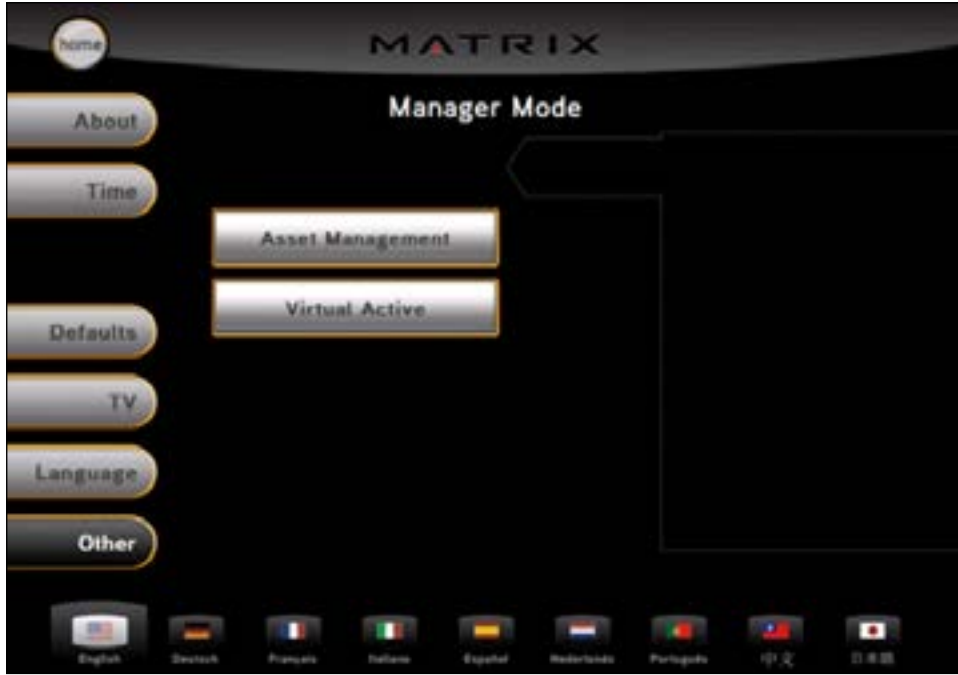 home
MATRIX
Manager Mode
About
Time
Asset Management
Virtual Active
Defaults
TV
Language
Other
English
Deutsch
Français
Italiano
Español
Nederlands
Português
中文
日本語